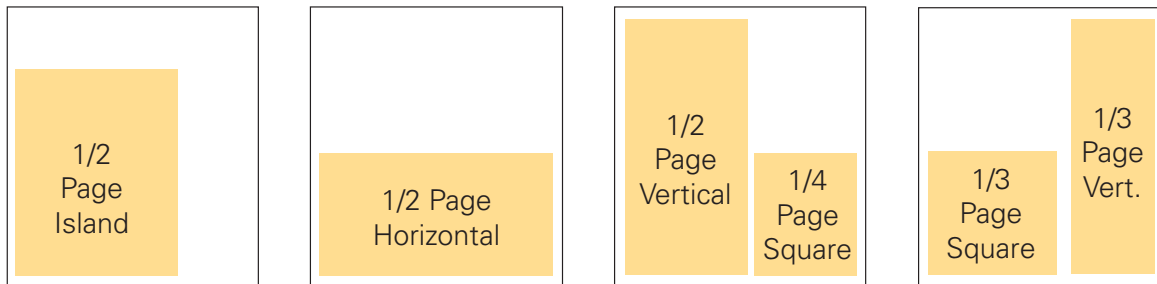 1/2
Page
Island
1/2 Page
Horizontal
1/2
Page
Vertical
1/4
Page
Square
1/3
Page
Square
1/3
Page
Vert.